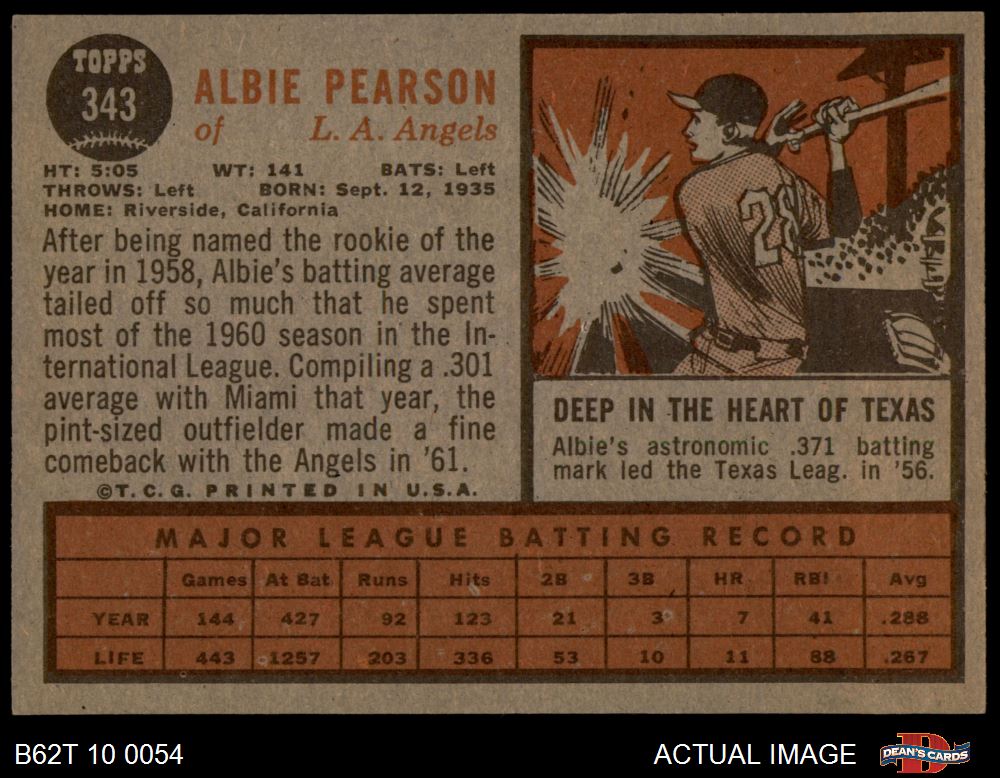 TOPPS
343
ALBIE PEARSON
of L. A. Angels
HT: 5:05 WT: 141 BATS: Left
THROWS: Left BORN: Sept. 12, 1935
HOME: Riverside, California
After being named the rookie of the
year in 1958, Albie's batting average
tailed off so much that he spent
most of the 1960 season in the In-
ternational League. Compiling a .301
average with Miami that year, the
pint-sized outfielder made a fine
comeback with the Angels in '61.
©T. C. G. PRINTED IN U.S.A.
28
DEEP IN THE HEART OF TEXAS
Albie's astronomic .371 batting
mark led the Texas Leag. in '56.
MAJOR LEAGUE BATTING RECORD
Games At Bat Runs Hits 2B 3B HR RBI Avg
YEAR 144 427 92 123 21 3 7 41 .288
LIFE 443 1257 203 336 53 10 11 88 .267
B62T 10 0054
ACTUAL IMAGE
DEAN'S CARDS